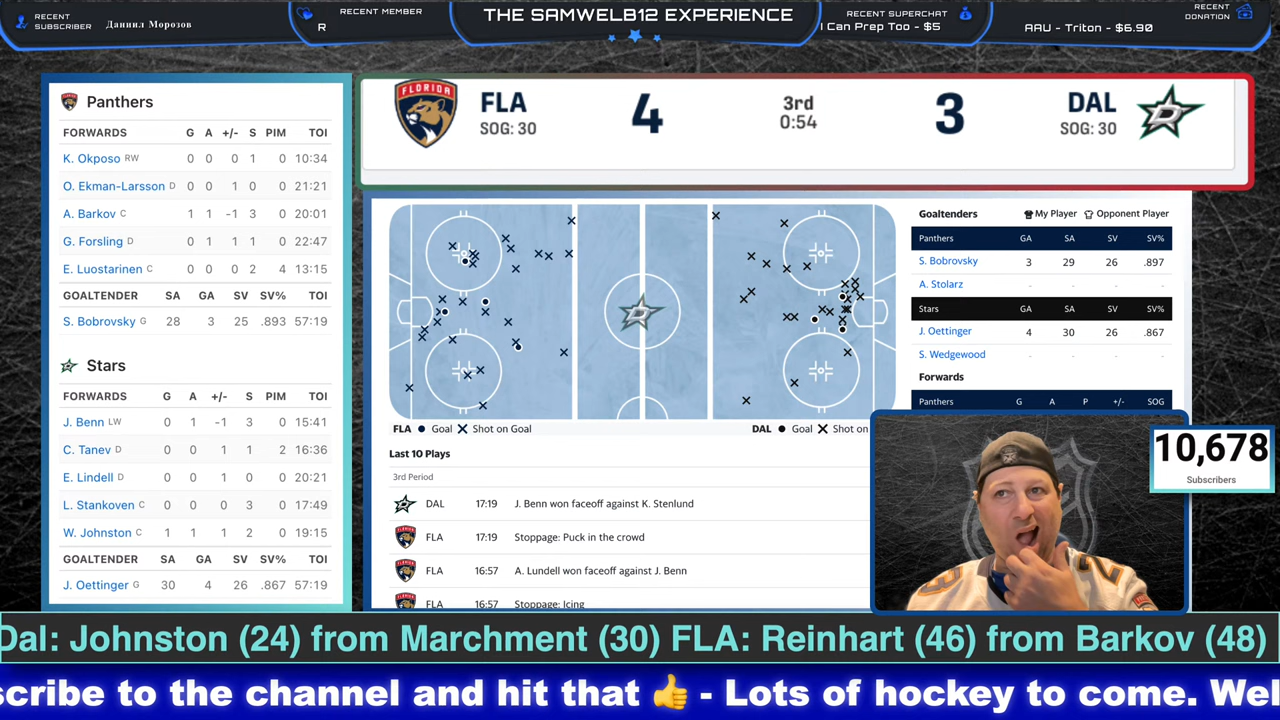 RECENT SUBSCRIBER
Даниил Морозов
RECENT MEMBER
R
THE SAMWELB12 EXPERIENCE
RECENT SUPERCHAT
I Can Prep Too - $5
RECENT DONATION
AAU - Triton - $6.90
Panthers
FORWARDS G A +/- S PIM TOI
K. Okposo RW 0 0 0 1 0 10:34
O. Ekman-Larsson D 0 0 1 0 0 21:21
A. Barkov C 1 1 -1 3 0 20:01
G. Forsling D 0 1 1 1 0 22:47
E. Luostarinen C 0 0 0 2 4 13:15
GOALTENDER SA GA SV SV% TOI
S. Bobrovsky G 28 3 25 .893 57:19
Stars
FORWARDS G A +/- S PIM TOI
J. Benn LW 0 1 -1 3 0 15:41
C. Tanev D 0 0 1 1 2 16:36
E. Lindell D 0 0 1 0 0 20:21
L. Stankoven C 0 0 0 3 0 17:49
W. Johnston C 1 1 1 2 0 19:15
GOALTENDER SA GA SV SV% TOI
J. Oettinger G 30 4 26 .867 57:19
FLORIDA
FLA 4 3rd 3 DAL
SOG: 30 0:54 SOG: 30
D
D
FLA Goal Shot on Goal
DAL Goal Shot on
Last 10 Plays
3rd Period
DAL 17:19 J. Benn won faceoff against K. Stenlund
FLA 17:19 Stoppage: Puck in the crowd
FLA 16:57 A. Lundell won faceoff against J. Benn
FLA 16:57 Stoppage: Icing
Goaltenders My Player Opponent Player
Panthers GA SA SV SV%
S. Bobrovsky 3 29 26 .897
A. Stolarz - - - -
Stars GA SA SV SV%
J. Oettinger 4 30 26 .867
S. Wedgewood - - - -
Forwards
Panthers G A P +/- SOG
10,678
Subscribers
Dal: Johnston (24) from Marchment (30) FLA: Reinhart (46) from Barkov (48)
scribe to the channel and hit that 👍 - Lots of hockey to come. Wel